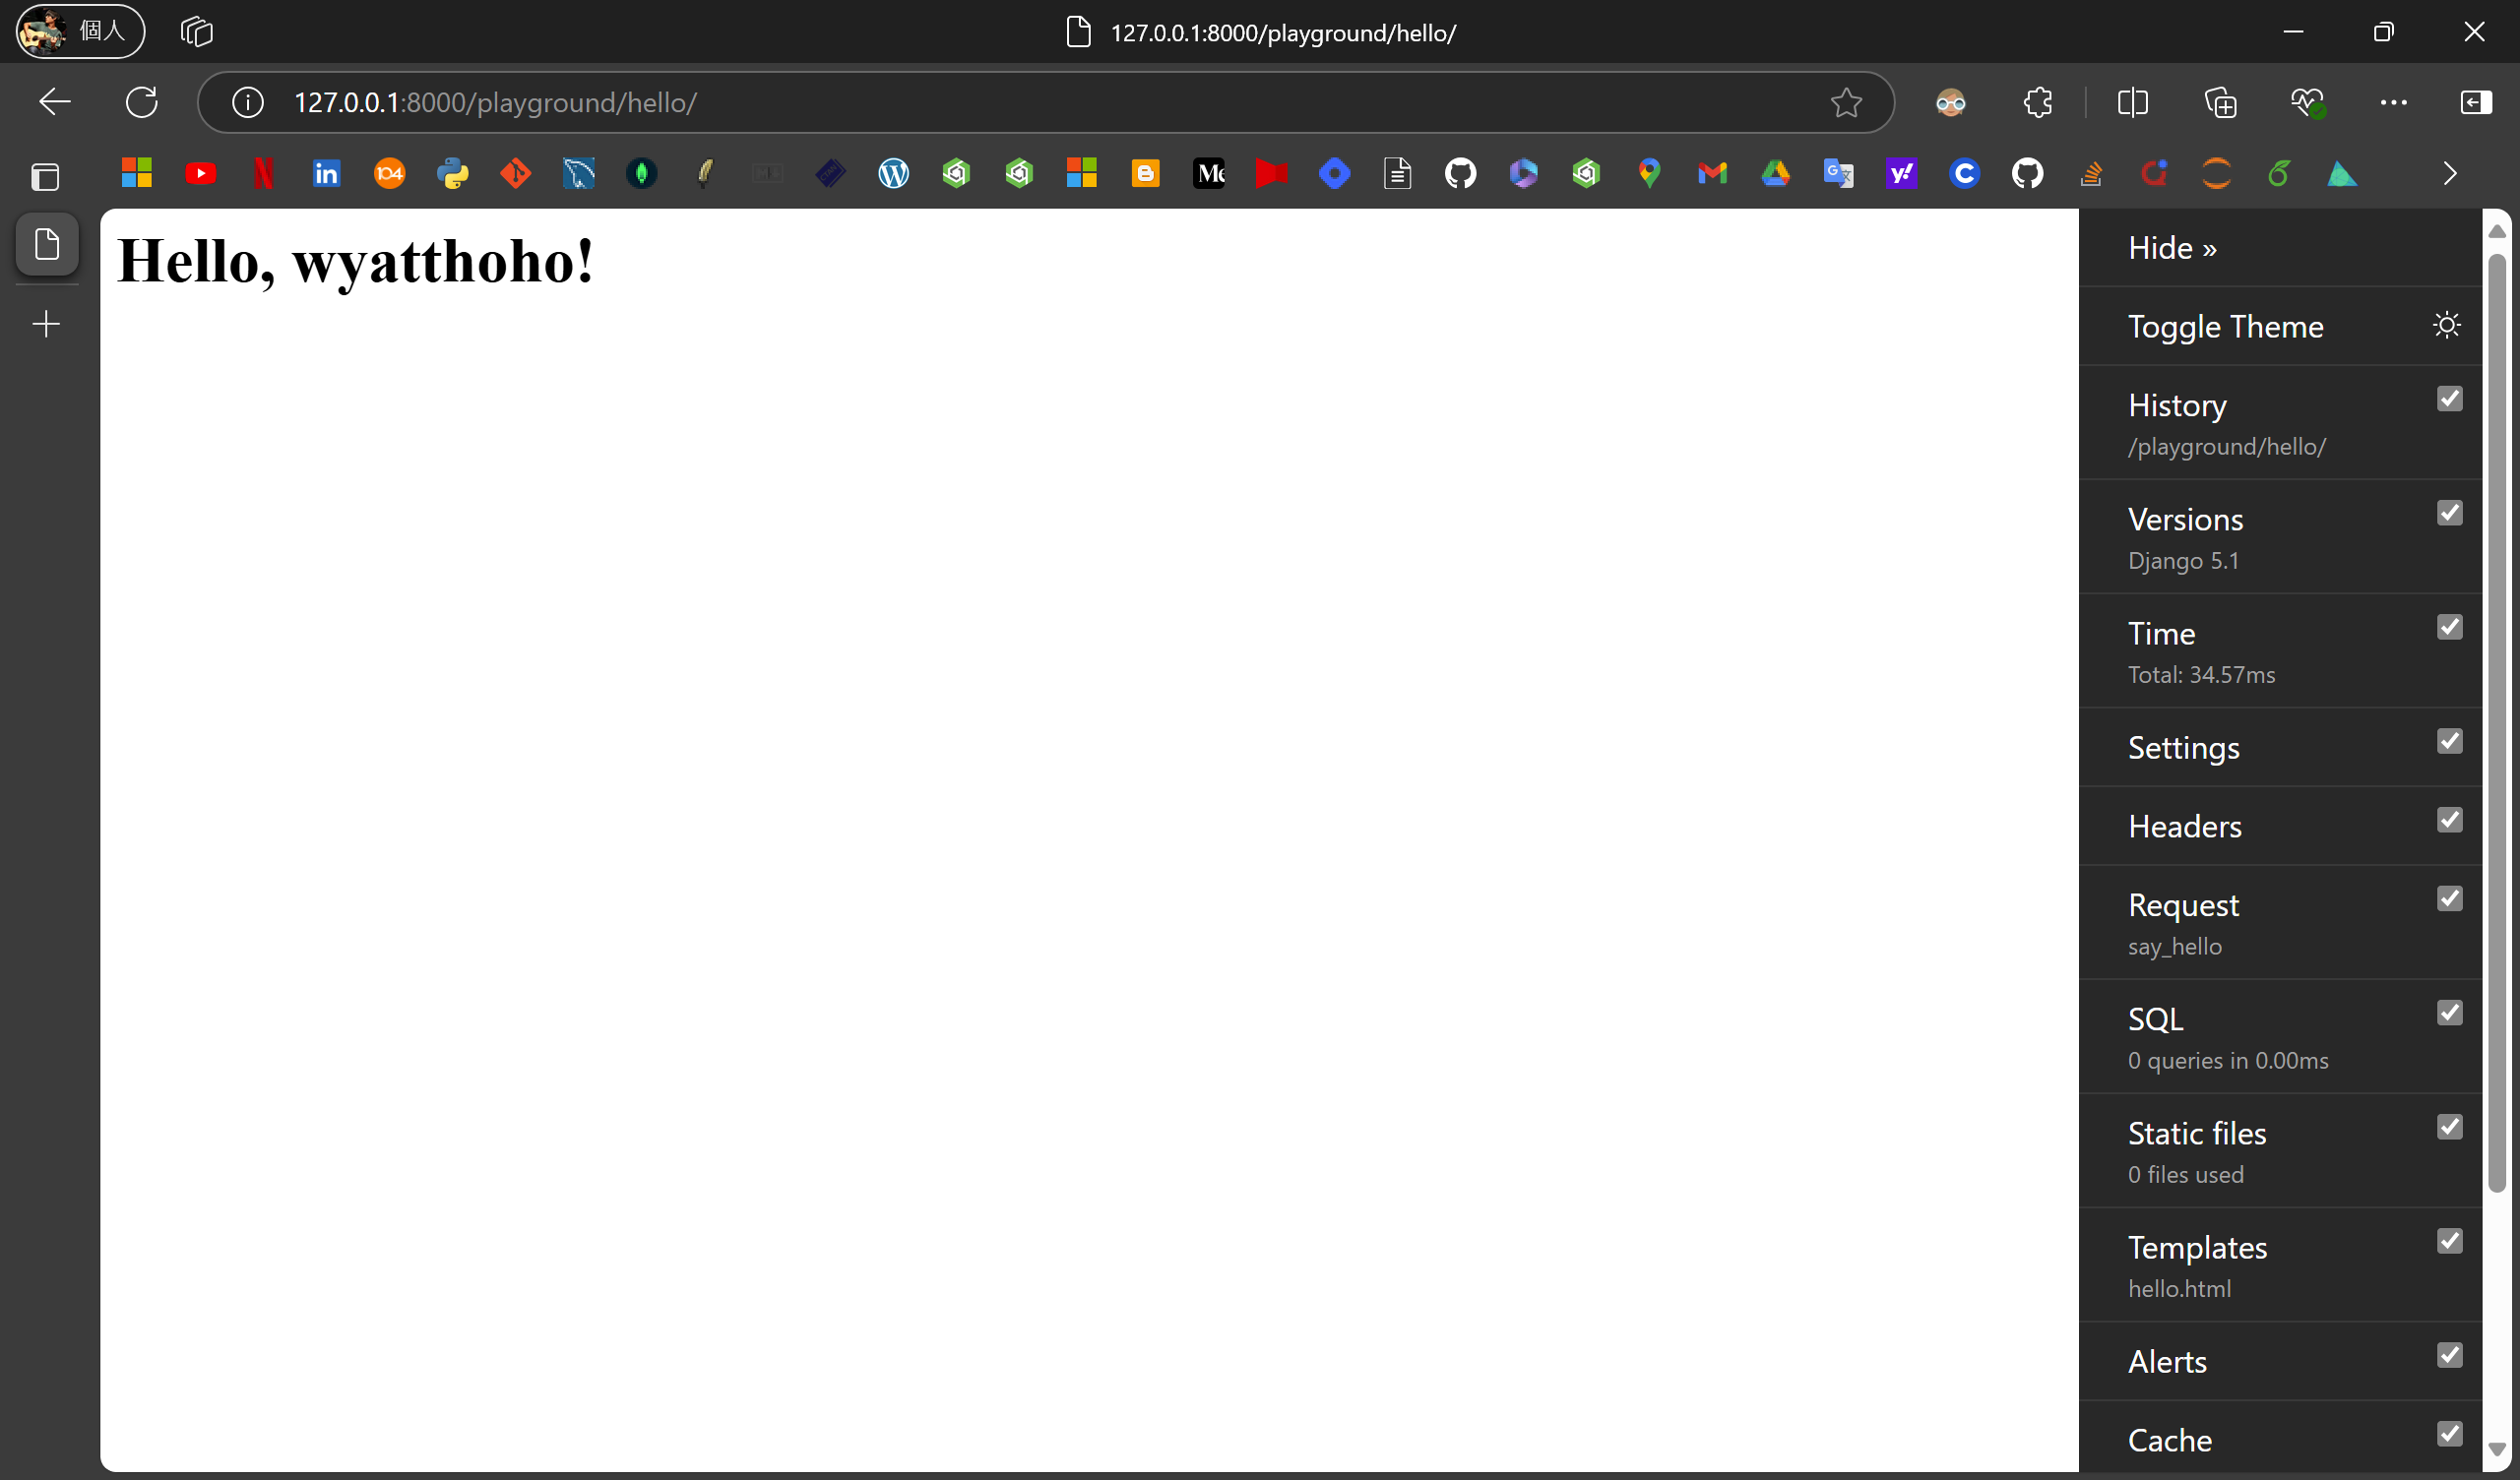 個人
127.0.0.1:8000/playground/hello/
127.0.0.1:8000/playground/hello/
Hello, wyatthoho!
Hide »
Toggle Theme
History
/playground/hello/
Versions
Django 5.1
Time
Total: 34.57ms
Settings
Headers
Request
say_hello
SQL
0 queries in 0.00ms
Static files
0 files used
Templates
hello.html
Alerts
Cache